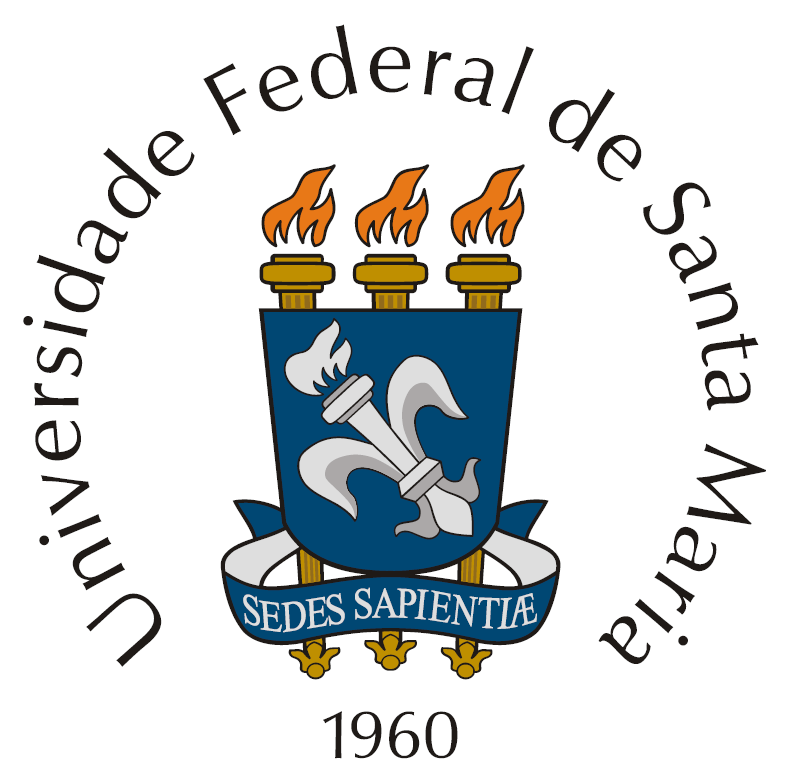 Universidade Federal de Santa Maria
SEDES SAPIENTIÆ
1960